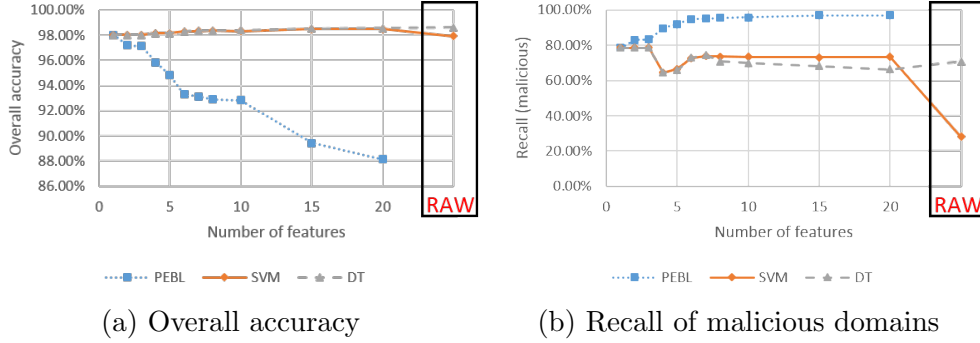 Overall accuracy
100.00%
98.00%
96.00%
94.00%
92.00%
90.00%
88.00%
86.00%
0 5 10 15 20 RAW
Number of features
PEBL SVM DT
(a) Overall accuracy
Recall (malicious)
100.00%
80.00%
60.00%
40.00%
20.00%
0.00%
0 5 10 15 20 RAW
Number of features
PEBL SVM DT
(b) Recall of malicious domains